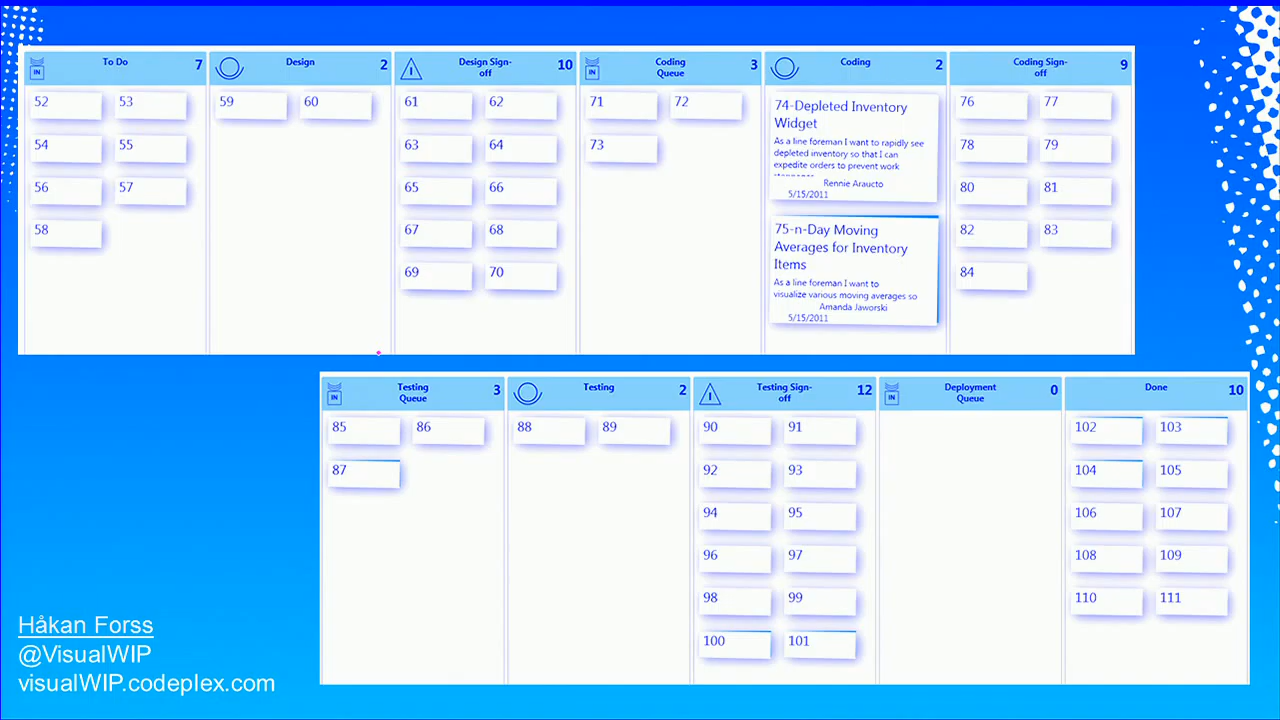 To Do 7
IN
52 53
54 55
56 57
58
Design 2
59 60
Design Sign-
off 10
I
61 62
63 64
65 66
67 68
69 70
Coding
Queue 3
IN
71 72
73
Coding 2
74-Depleted Inventory
Widget
As a line foreman I want to rapidly see
depleted inventory so that I can
expedite orders to prevent work
Rennie Araucto
5/15/2011
75-n-Day Moving
Averages for Inventory
Items
As a line foreman I want to
visualize various moving averages so
Amanda Jaworski
5/15/2011
Coding Sign-
off 9
76 77
78 79
80 81
82 83
84
Testing
Queue 3
IN
85 86
87
Testing 2
88 89
Testing Sign-
off 12
I
90 91
92 93
94 95
96 97
98 99
100 101
Deployment
Queue 0
IN
Done 10
102 103
104 105
106 107
108 109
110 111
Håkan Forss
@VisualWIP
visualWIP.codeplex.com